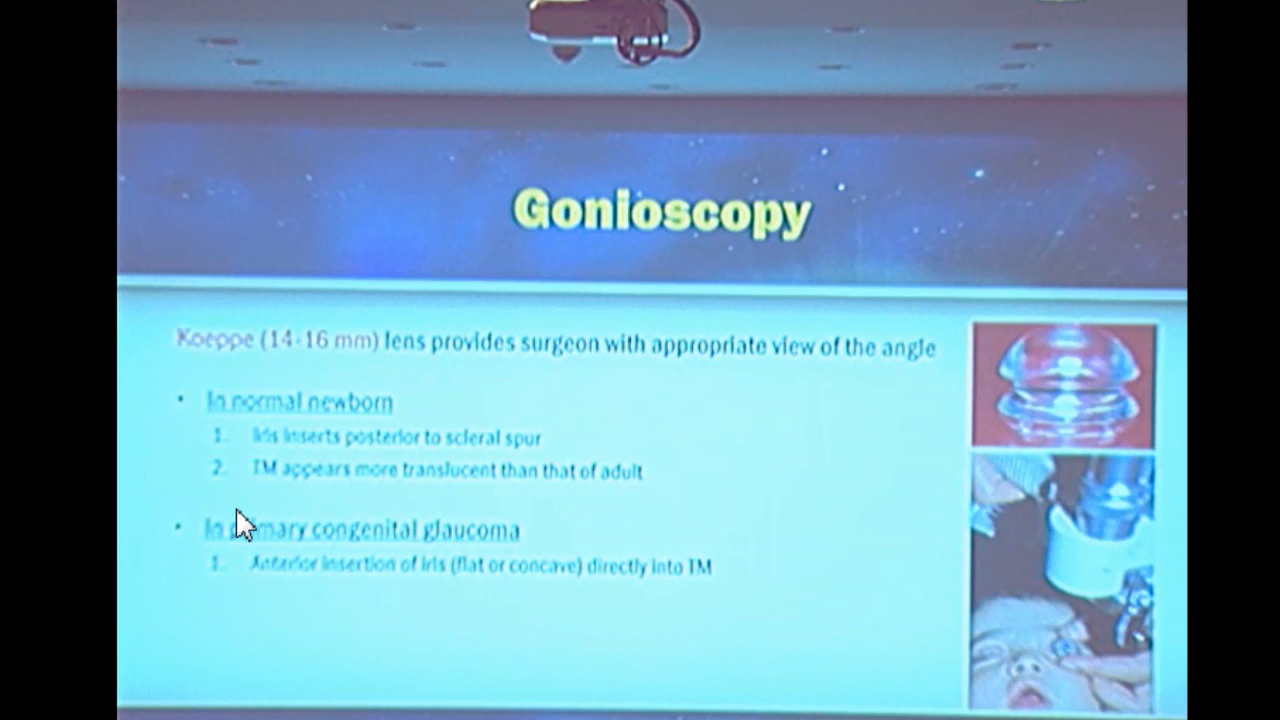 Gonioscopy
Koeppe (14-16 mm) lens provides surgeon with appropriate view of the angle
• In normal newborn
1. Iris inserts posterior to scleral spur
2. TM appears more translucent than that of adult
• In primary congenital glaucoma
1. Anterior insertion of iris (flat or concave) directly into TM